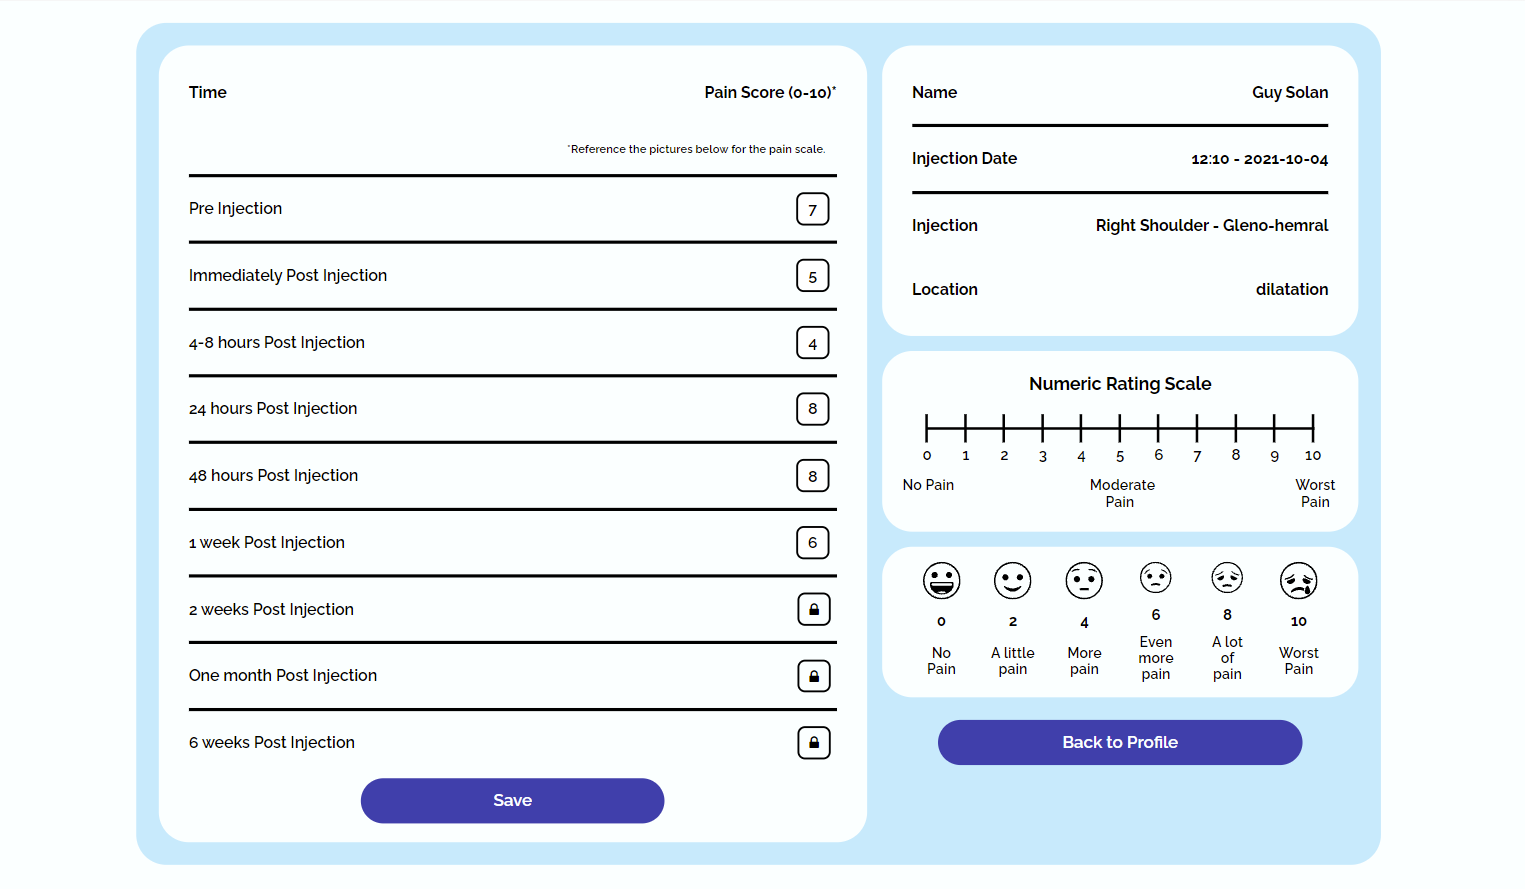 Time Pain Score (0-10)*
*Reference the pictures below for the pain scale.
Pre Injection 7
Immediately Post Injection 5
4-8 hours Post Injection 4
24 hours Post Injection 8
48 hours Post Injection 8
1 week Post Injection 6
2 weeks Post Injection
One month Post Injection
6 weeks Post Injection
Save
Name Guy Solan
Injection Date 12:10 - 2021-10-04
Injection Right Shoulder - Gleno-hemral
Location dilatation
Numeric Rating Scale
0 1 2 3 4 5 6 7 8 9 10
No Pain Moderate Worst
Pain Pain
0 2 4 6 8 10
No A little More Even A lot Worst
Pain pain pain more of Pain
pain pain
Back to Profile